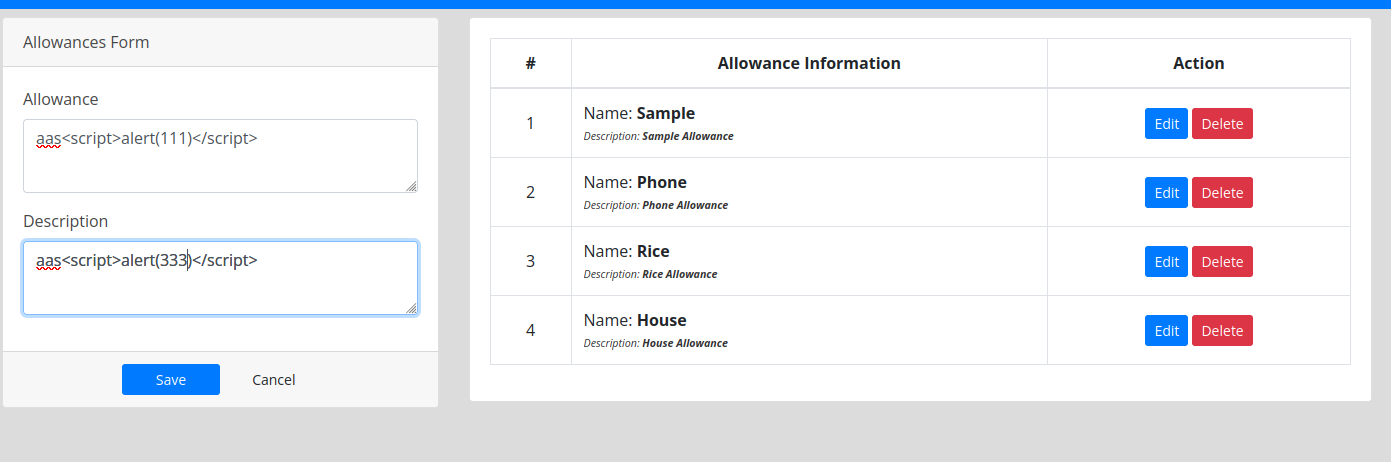 Allowances Form
Allowance
aas<script>alert(111)</script>
Description
aas<script>alert(333)</script>
Save Cancel
# Allowance Information Action
1 Name: Sample Edit Delete
Description: Sample Allowance
2 Name: Phone Edit Delete
Description: Phone Allowance
3 Name: Rice Edit Delete
Description: Rice Allowance
4 Name: House Edit Delete
Description: House Allowance